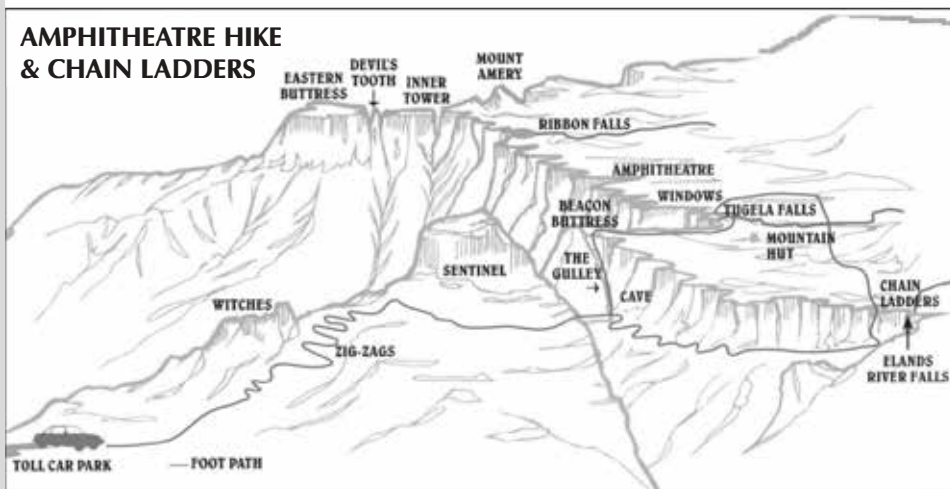 AMPHITHEATRE HIKE
& CHAIN LADDERS
EASTERN
BUTTRESS
DEVIL'S
TOOTH
INNER
TOWER
MOUNT
AMERY
RIBBON FALLS
AMPHITHEATRE
WINDOWS
BEACON
BUTTRESS
TUGELA FALLS
MOUNTAIN
HUT
SENTINEL
THE
GULLEY
CAVE
CHAIN
LADDERS
WITCHES
ZIG-ZAGS
ELANDS
RIVER FALLS
TOLL CAR PARK
FOOT PATH